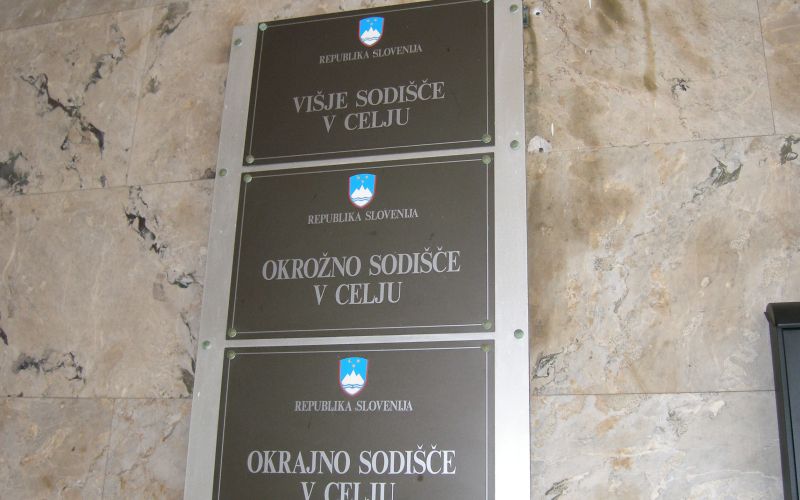 REPUBLIKA SLOVENIJA
VIŠJE SODIŠČE
V CELJU
REPUBLIKA SLOVENIJA
OKROŽNO SODIŠČE
V CELJU
REPUBLIKA SLOVENIJA
OKRAJNO SODIŠČE
V CELJU